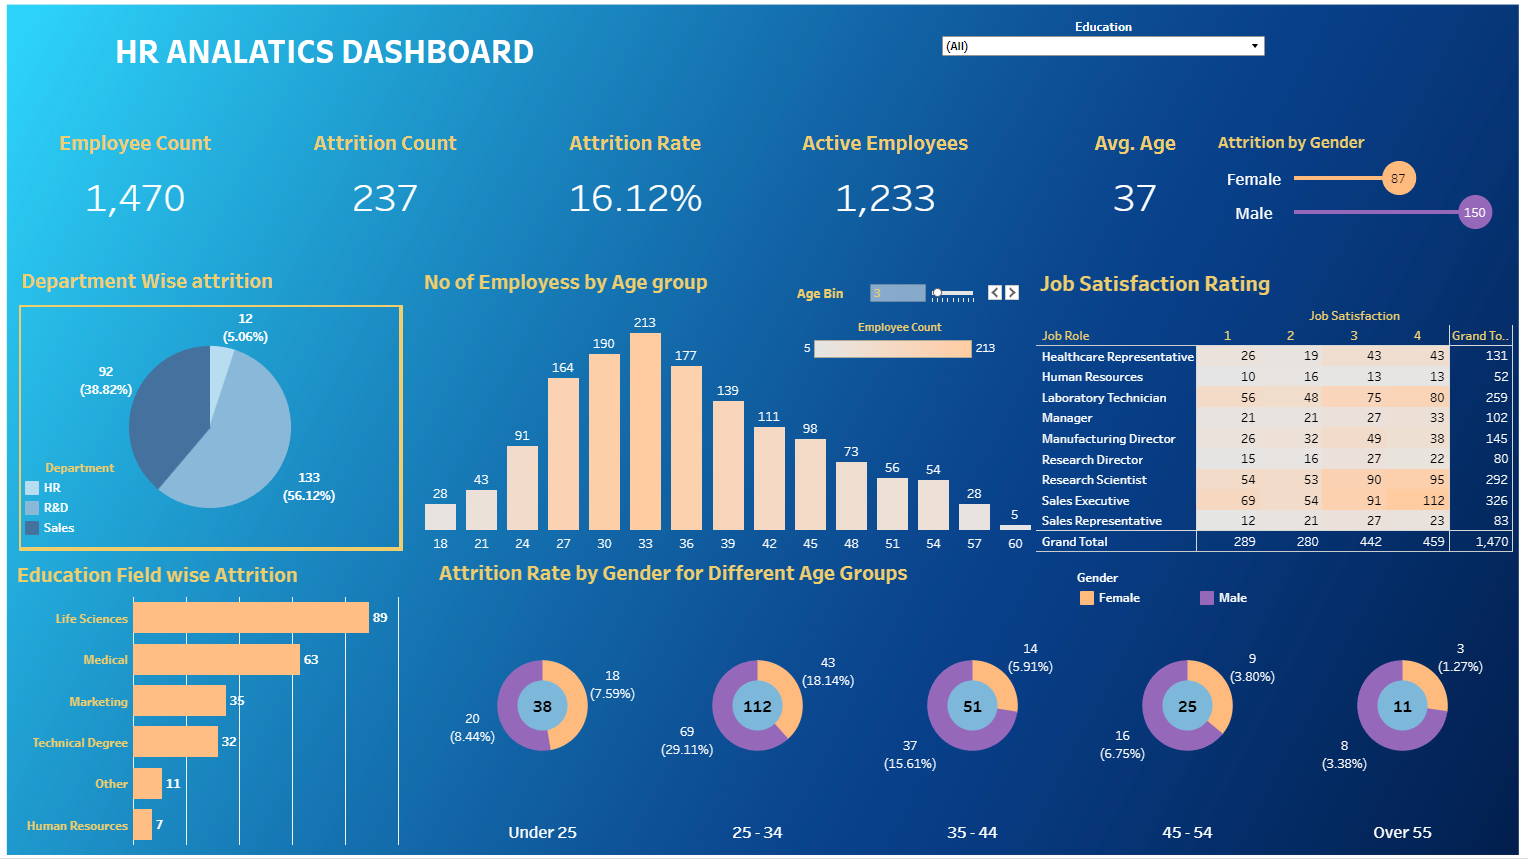 HR ANALATICS DASHBOARD
Education
(All)
Employee Count
1,470
Attrition Count
237
Attrition Rate
16.12%
Active Employees
1,233
Avg. Age
37
Attrition by Gender
Female 87
Male 150
Department Wise attrition
12
(5.06%)
92
(38.82%)
133
(56.12%)
Department
HR
R&D
Sales
No of Employess by Age group
Age Bin 3
Employee Count
5 213
28 43 91 164 190 213 177 139 111 98 73 56 54 28 5
18 21 24 27 30 33 36 39 42 45 48 51 54 57 60
Job Satisfaction Rating
Job Satisfaction
Job Role 1 2 3 4 Grand To..
Healthcare Representative 26 19 43 43 131
Human Resources 10 16 13 13 52
Laboratory Technician 56 48 75 80 259
Manager 21 21 27 33 102
Manufacturing Director 26 32 49 38 145
Research Director 15 16 27 22 80
Research Scientist 54 53 90 95 292
Sales Executive 69 54 91 112 326
Sales Representative 12 21 27 23 83
Grand Total 289 280 442 459 1,470
Education Field wise Attrition
Life Sciences 89
Medical 63
Marketing 35
Technical Degree 32
Other 11
Human Resources 7
Attrition Rate by Gender for Different Age Groups
Gender
Female Male
18
(7.59%)
38
20
(8.44%)
Under 25
43
(18.14%)
112
69
(29.11%)
25 - 34
14
(5.91%)
51
37
(15.61%)
35 - 44
9
(3.80%)
25
16
(6.75%)
45 - 54
3
(1.27%)
11
8
(3.38%)
Over 55